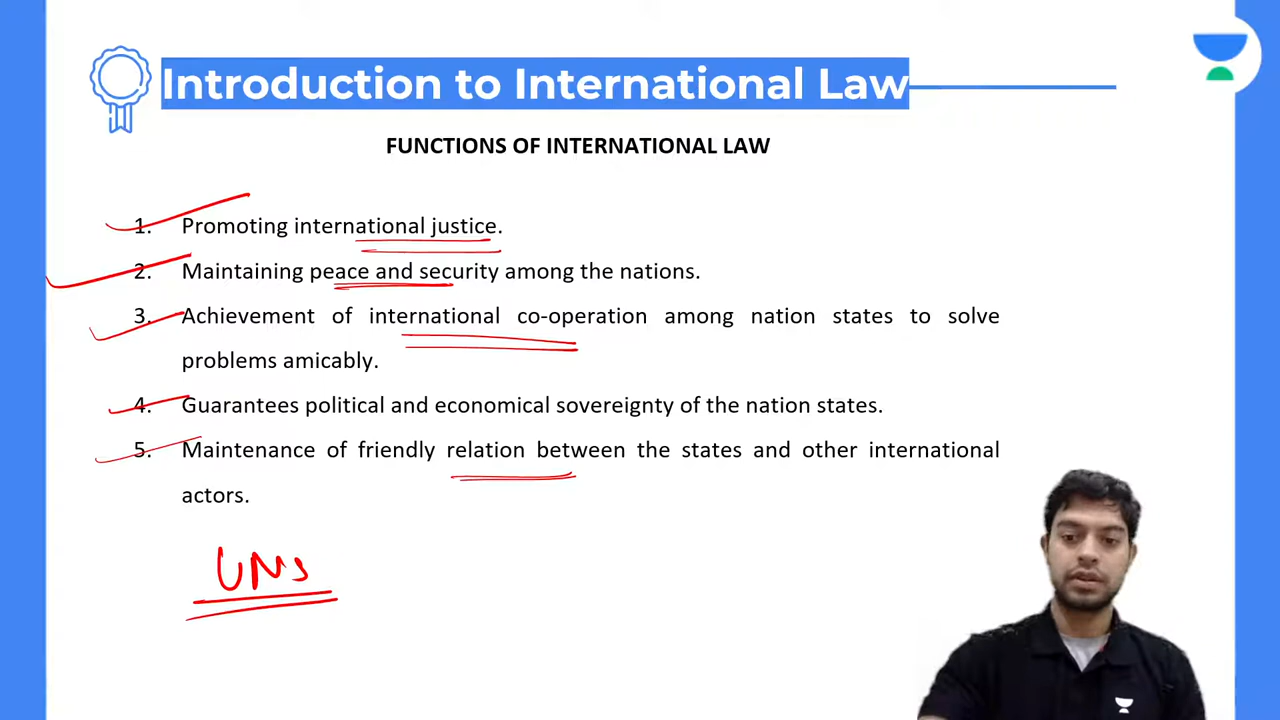 Introduction to International Law
FUNCTIONS OF INTERNATIONAL LAW
1. Promoting international justice.
2. Maintaining peace and security among the nations.
3. Achievement of international co-operation among nation states to solve
problems amicably.
4. Guarantees political and economical sovereignty of the nation states.
5. Maintenance of friendly relation between the states and other international
actors.
UNs